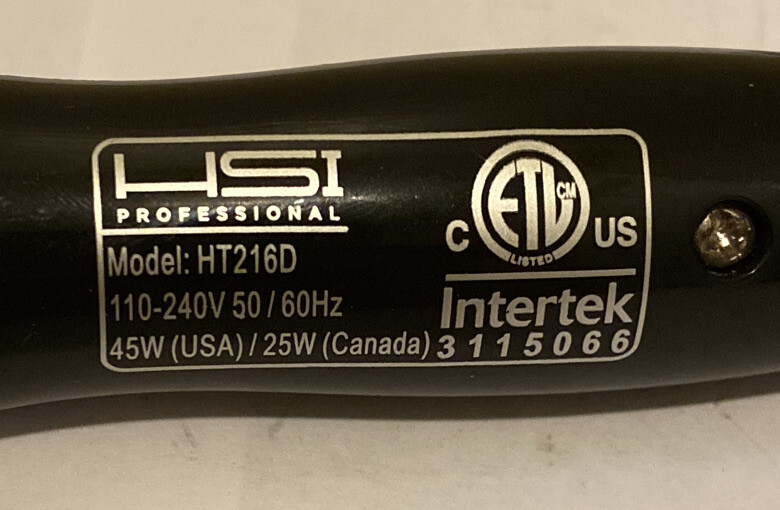 HSI
PROFESSIONAL
Model: HT216D
110-240V 50 / 60Hz
45W (USA) / 25W (Canada)
ETL CM
LISTED
C US
Intertek
3115066